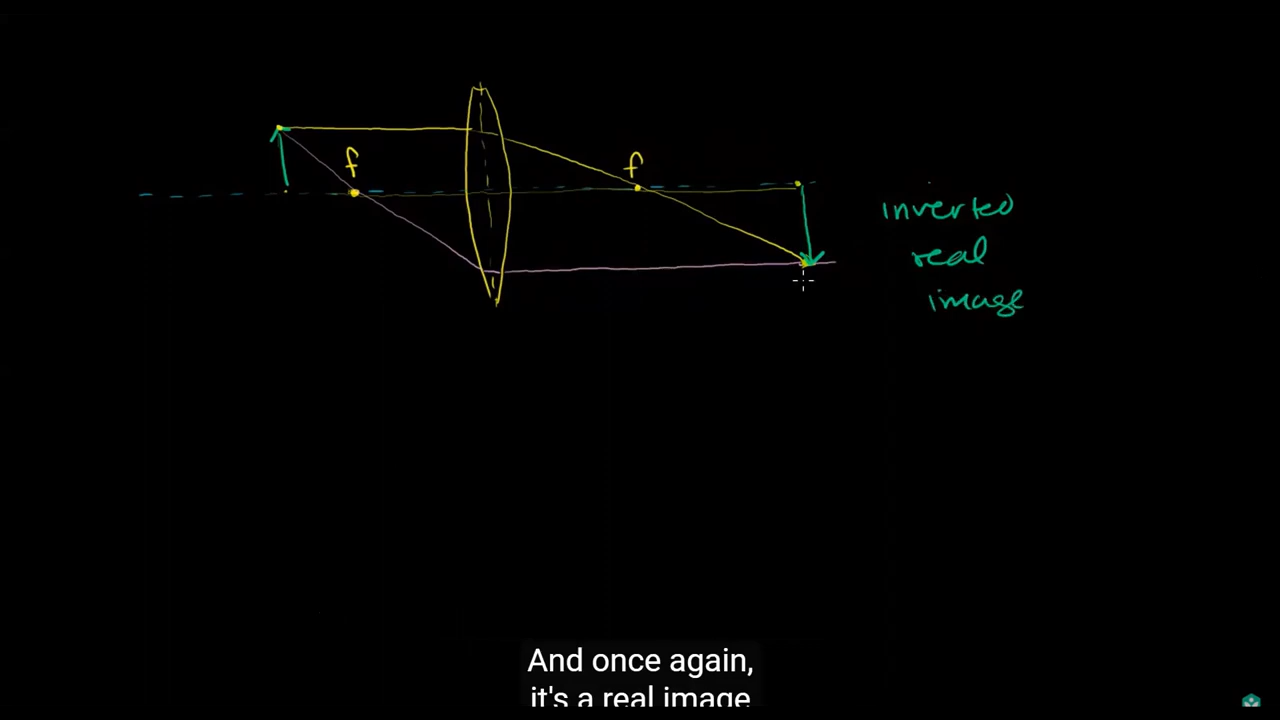 f
f
inverted
real
image
And once again,
it's a real image